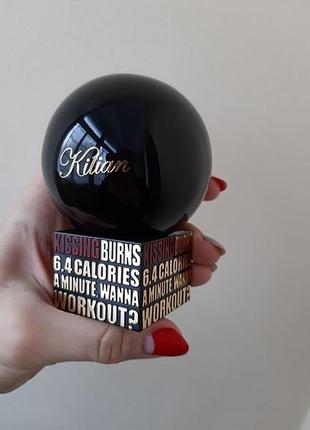 Kilian
KISSING BURNS
6.4 CALORIES
A MINUTE WANNA
WORKOUT?
KISSING BURNS
6.4 CALORIES
A MINUTE WANNA
WORKOUT?